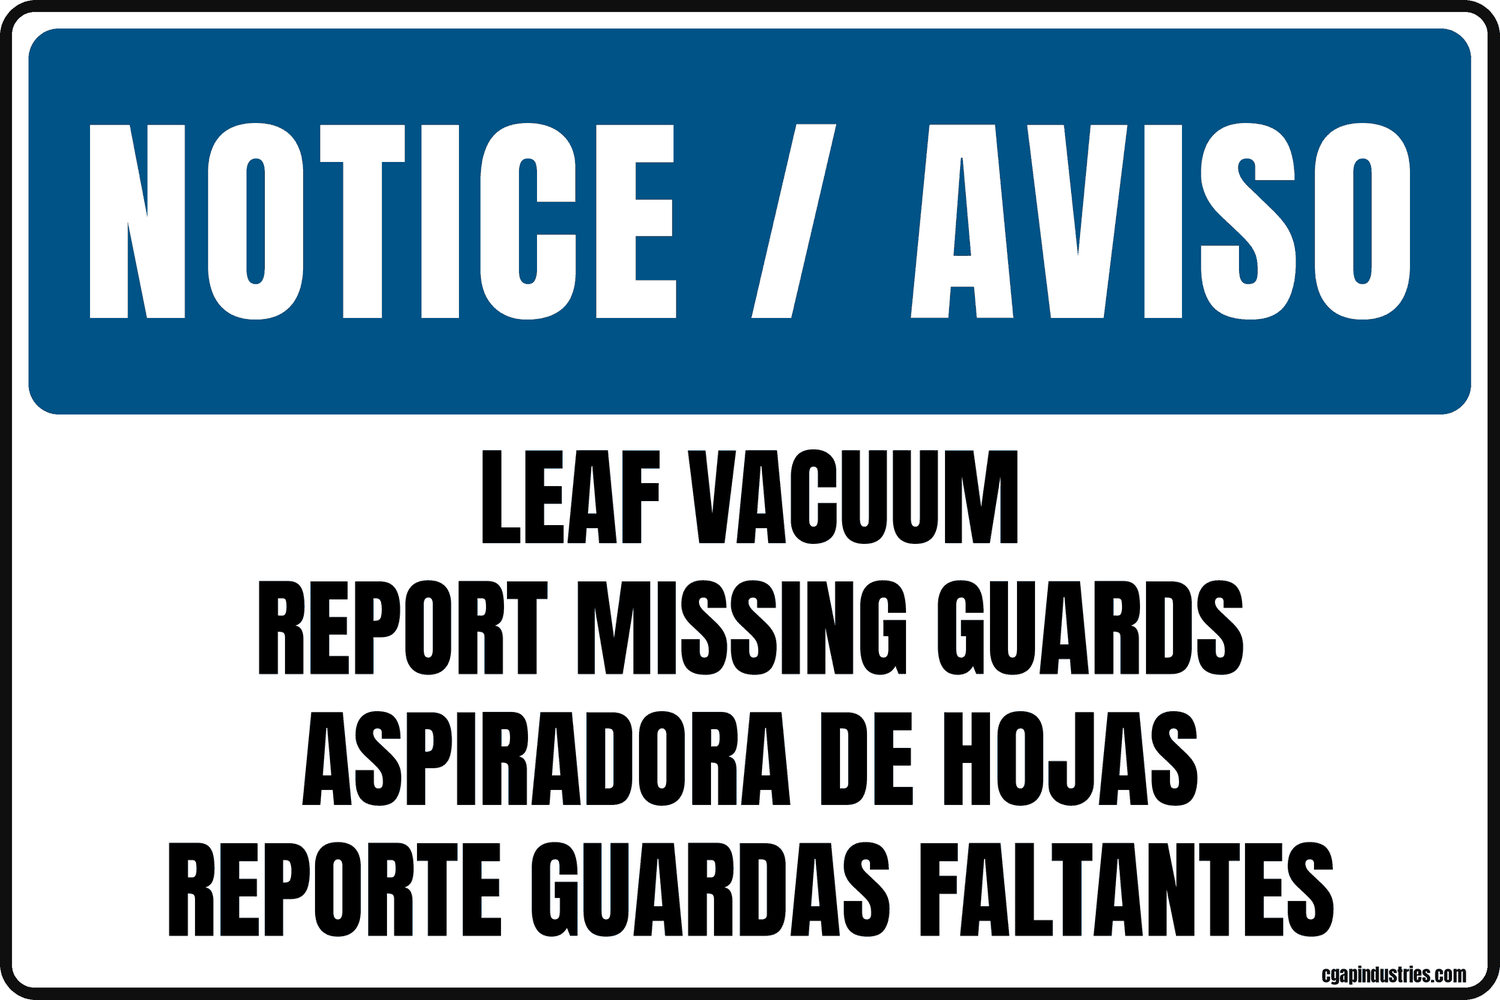 NOTICE / AVISO
LEAF VACUUM
REPORT MISSING GUARDS
ASPIRADORA DE HOJAS
REPORTE GUARDAS FALTANTES
cgapindustries.com